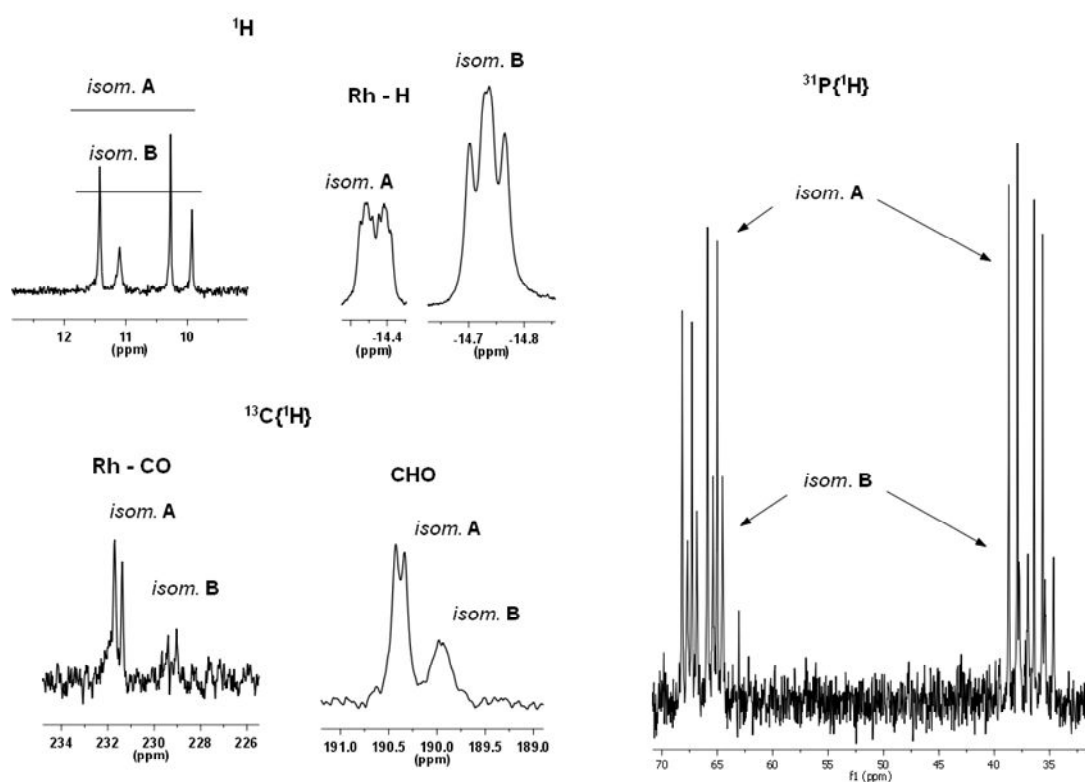 ¹H
isom. A
isom. B
12 11 10
(ppm)
Rh - H
isom. A
-14.4
(ppm)
isom. B
-14.7 -14.8
(ppm)
¹³C{¹H}
Rh - CO
isom. A
isom. B
234 232 230 228 226
(ppm)
CHO
isom. A
isom. B
191.0 190.5 190.0 189.5 189.0
(ppm)
³¹P{¹H}
isom. A
isom. B
70 65 60 55 50 45 40 35
f1 (ppm)